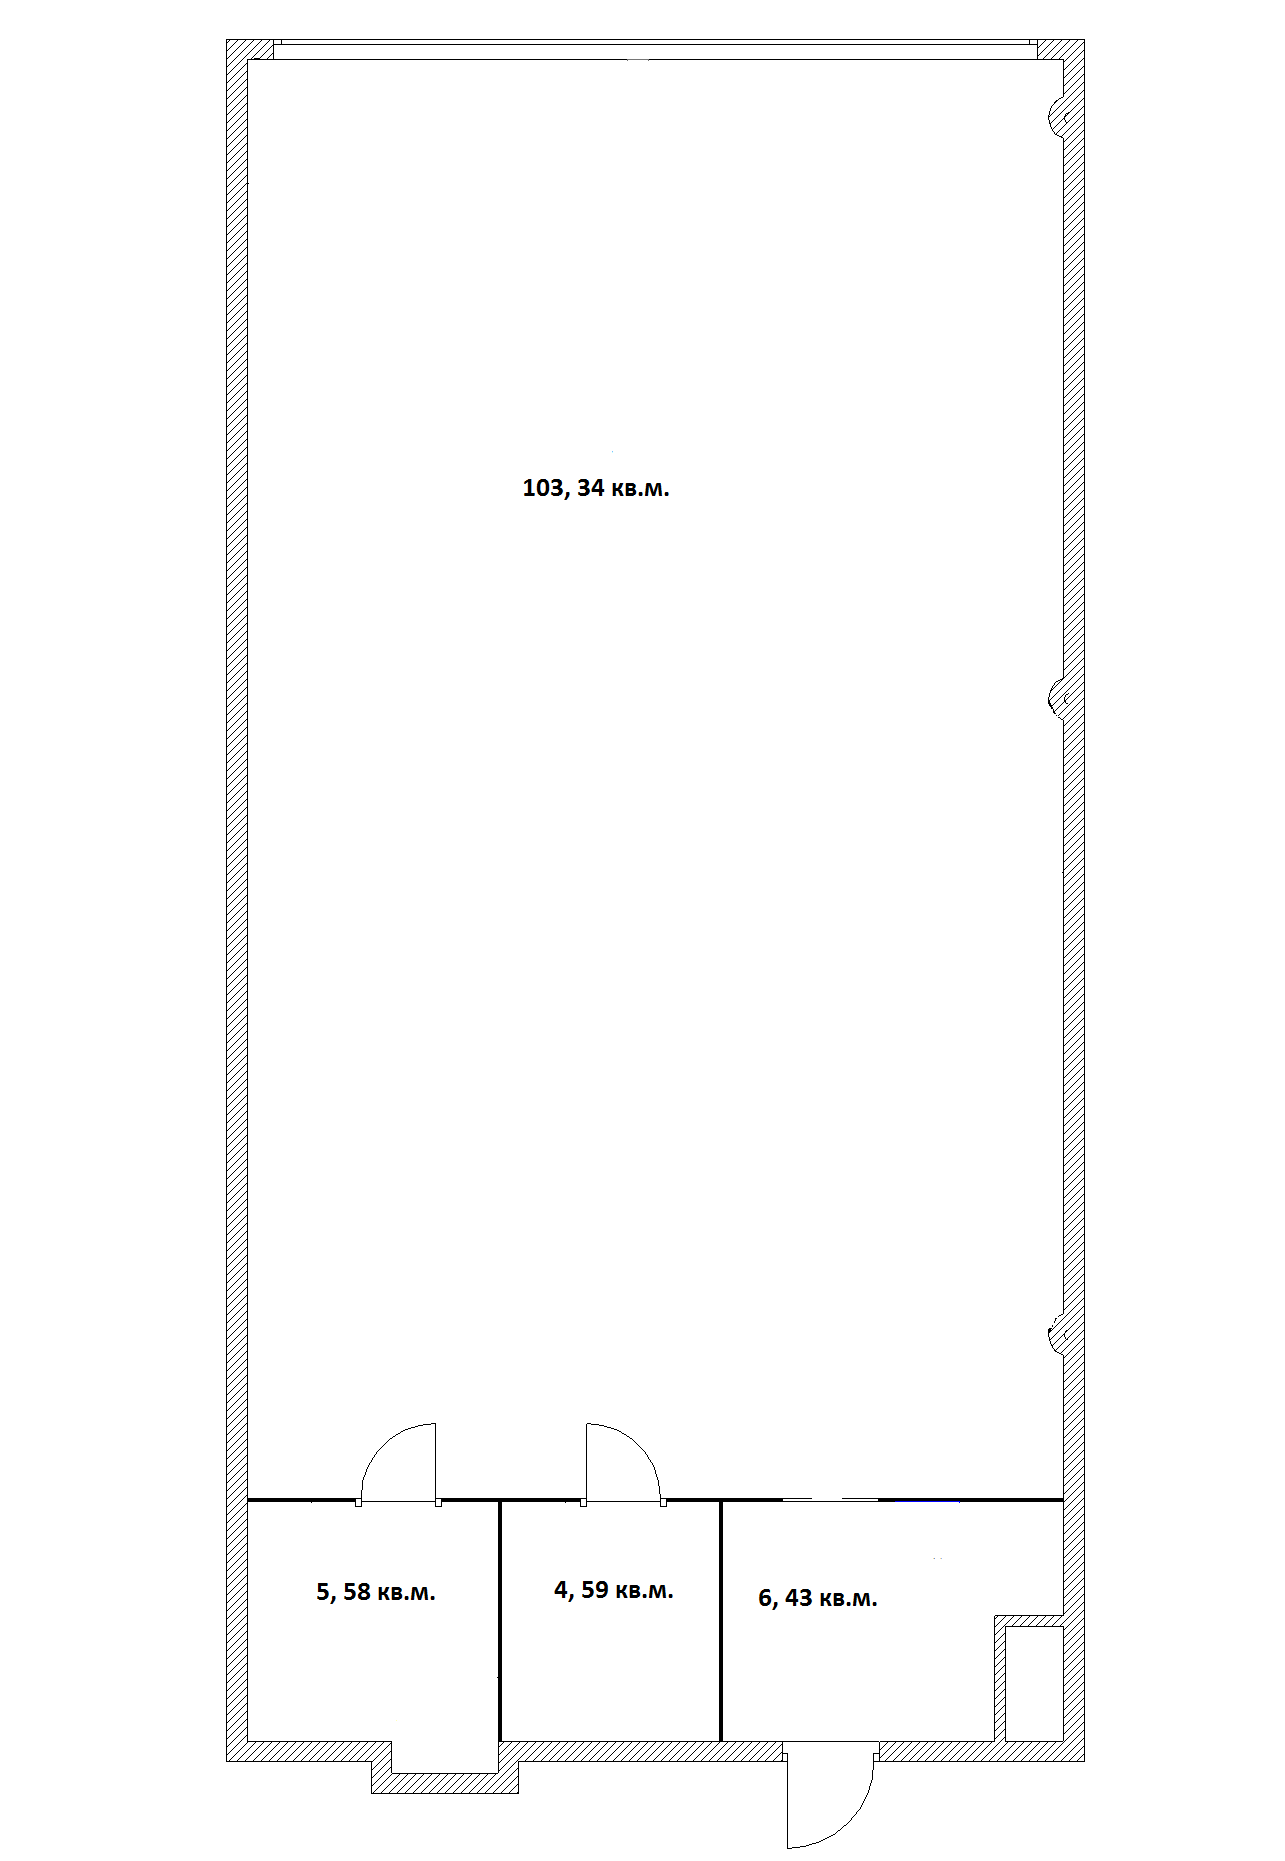 103, 34 кв.м.
5, 58 кв.м.
4, 59 кв.м.
6, 43 кв.м.